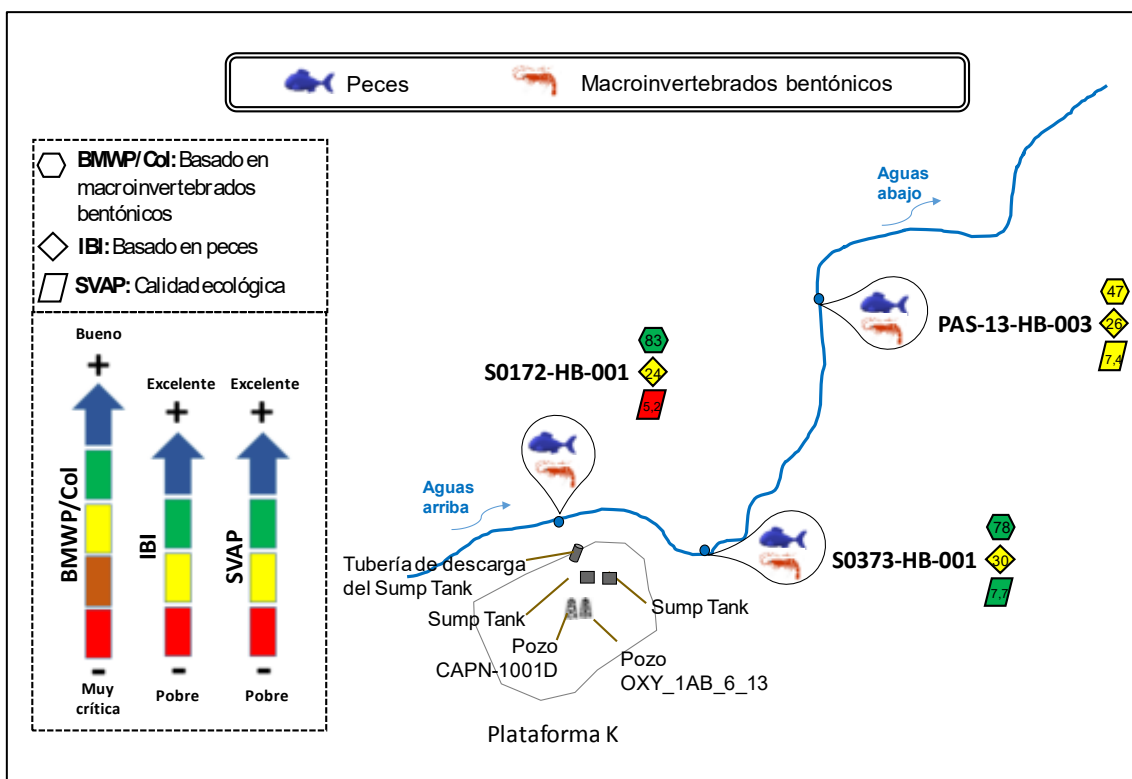 Peces
Macroinvertebrados bentónicos
BMWP/Col: Basado en
macroinvertebrados
bentónicos
IBI: Basado en peces
SVAP: Calidad ecológica
Bueno
+
Excelente
+
Excelente
+
BMWP/Col
IBI
SVAP
-
Muy
crítica
-
Pobre
-
Pobre
Aguas
abajo
PAS-13-HB-003
47
26
7,4
S0172-HB-001
83
24
5,2
Aguas
arriba
S0373-HB-001
78
30
7,7
Tubería de descarga
del Sump Tank
Sump Tank
Sump Tank
Pozo
CAPN-1001D
Pozo
OXY_1AB_6_13
Plataforma K